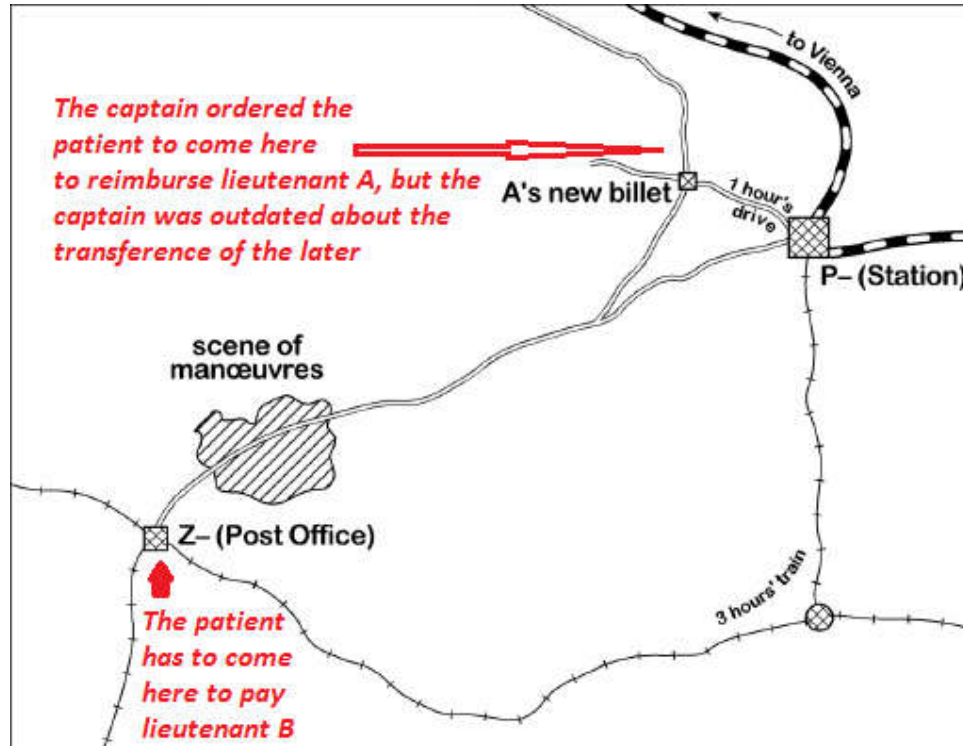 to Vienna
The captain ordered the
patient to come here
to reimburse lieutenant A, but the
captain was outdated about the
transference of the later
A's new billet
1 hour's
drive
P– (Station)
scene of
manœuvres
Z– (Post Office)
3 hours' train
The patient
has to come
here to pay
lieutenant B